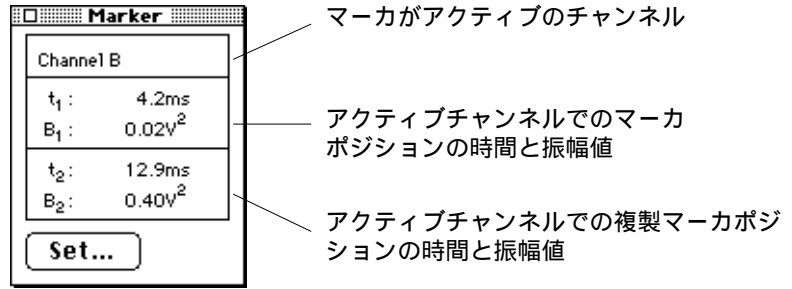 Marker
マーカがアクティブのチャンネル
Channel B
t₁: 4.2ms
B₁: 0.02V²
アクティブチャンネルでのマーカ
ポジションの時間と振幅値
t₂: 12.9ms
B₂: 0.40V²
アクティブチャンネルでの複製マーカポジ
ションの時間と振幅値
Set...